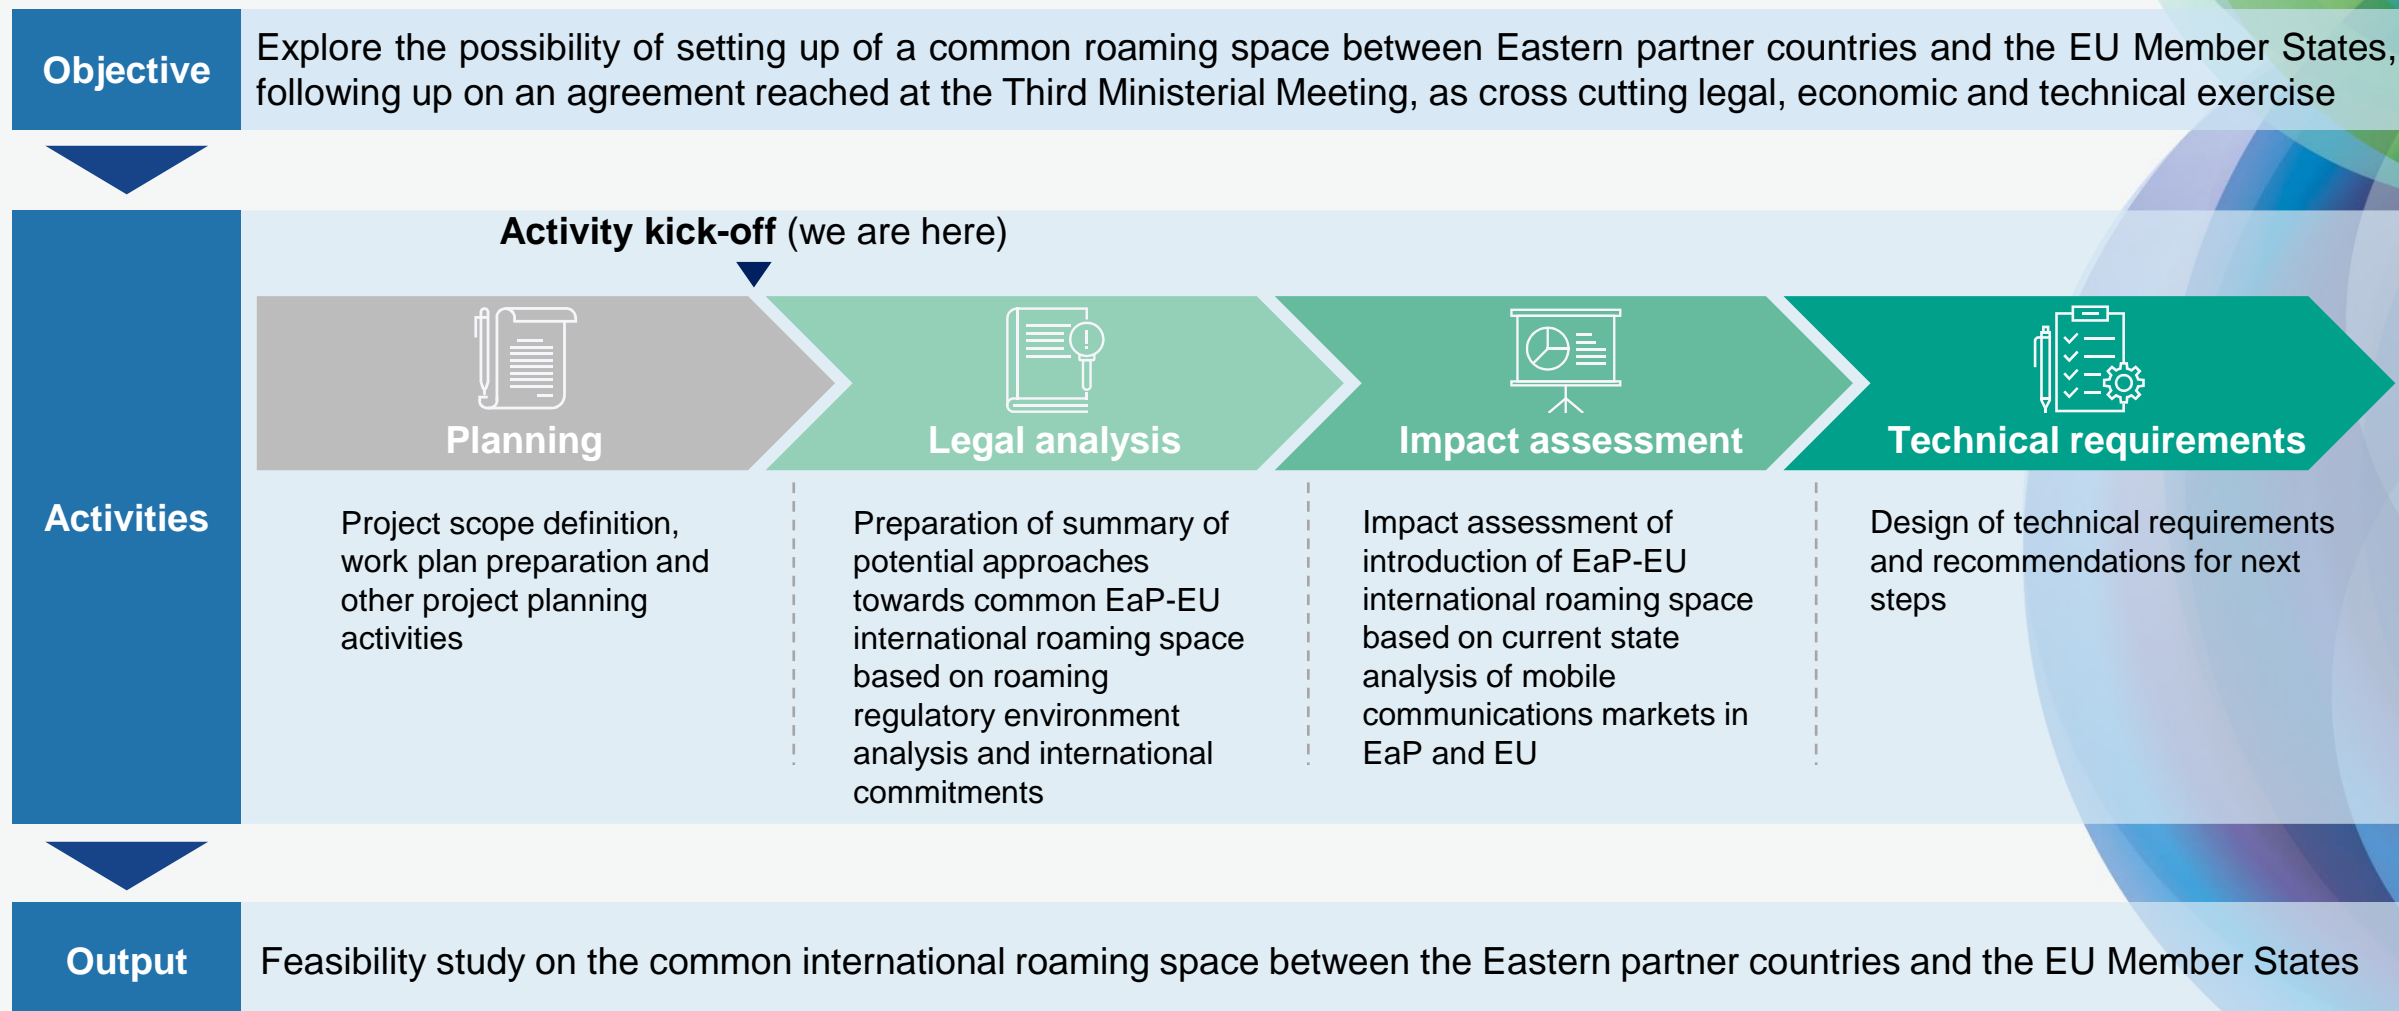 Objective
Explore the possibility of setting up of a common roaming space between Eastern partner countries and the EU Member States,
following up on an agreement reached at the Third Ministerial Meeting, as cross cutting legal, economic and technical exercise
Activities
Activity kick-off (we are here)
Planning
Legal analysis
Impact assessment
Technical requirements
Project scope definition,
work plan preparation and
other project planning
activities
Preparation of summary of
potential approaches
towards common EaP-EU
international roaming space
based on roaming
regulatory environment
analysis and international
commitments
Impact assessment of
introduction of EaP-EU
international roaming space
based on current state
analysis of mobile
communications markets in
EaP and EU
Design of technical requirements
and recommendations for next
steps
Output
Feasibility study on the common international roaming space between the Eastern partner countries and the EU Member States